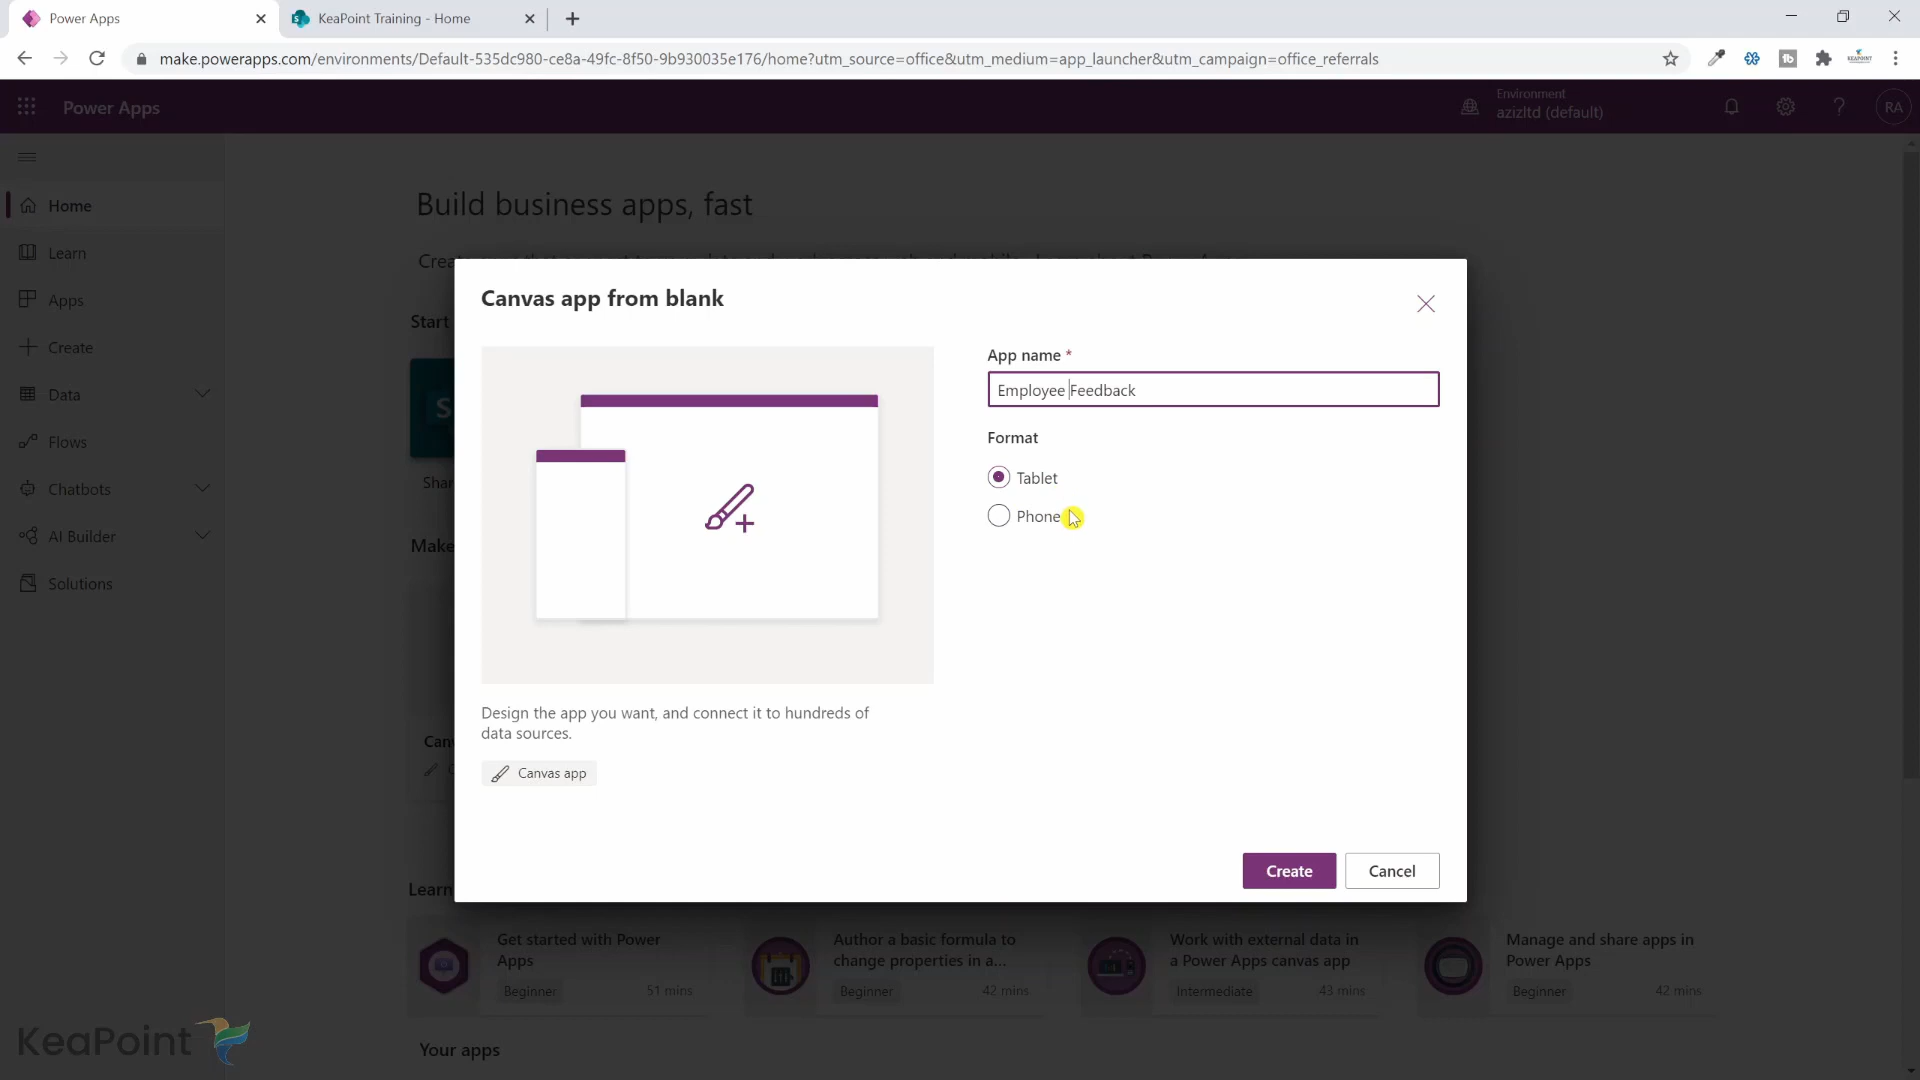 Power Apps
KeaPoint Training - Home
make.powerapps.com/environments/Default-535dc980-ce8a-49fc-8f50-9b930035e176/home?utm_source=office&utm_medium=app_launcher&utm_campaign=office_referrals
Power Apps
Environment
azizltd (default)
RA
Home
Learn
Apps
Create
Data
Flows
Chatbots
AI Builder
Solutions
Build business apps, fast
Start
Shar
Make
Canvas app from blank
App name *
Employee Feedback
Format
Tablet
Phone
Design the app you want, and connect it to hundreds of
data sources.
Canvas app
Create
Cancel
Learn
Get started with Power
Apps
Beginner
51 mins
Author a basic formula to
change properties in a...
Beginner
42 mins
Work with external data in
a Power Apps canvas app
Intermediate
43 mins
Manage and share apps in
Power Apps
Beginner
42 mins
Your apps
KeaPoint